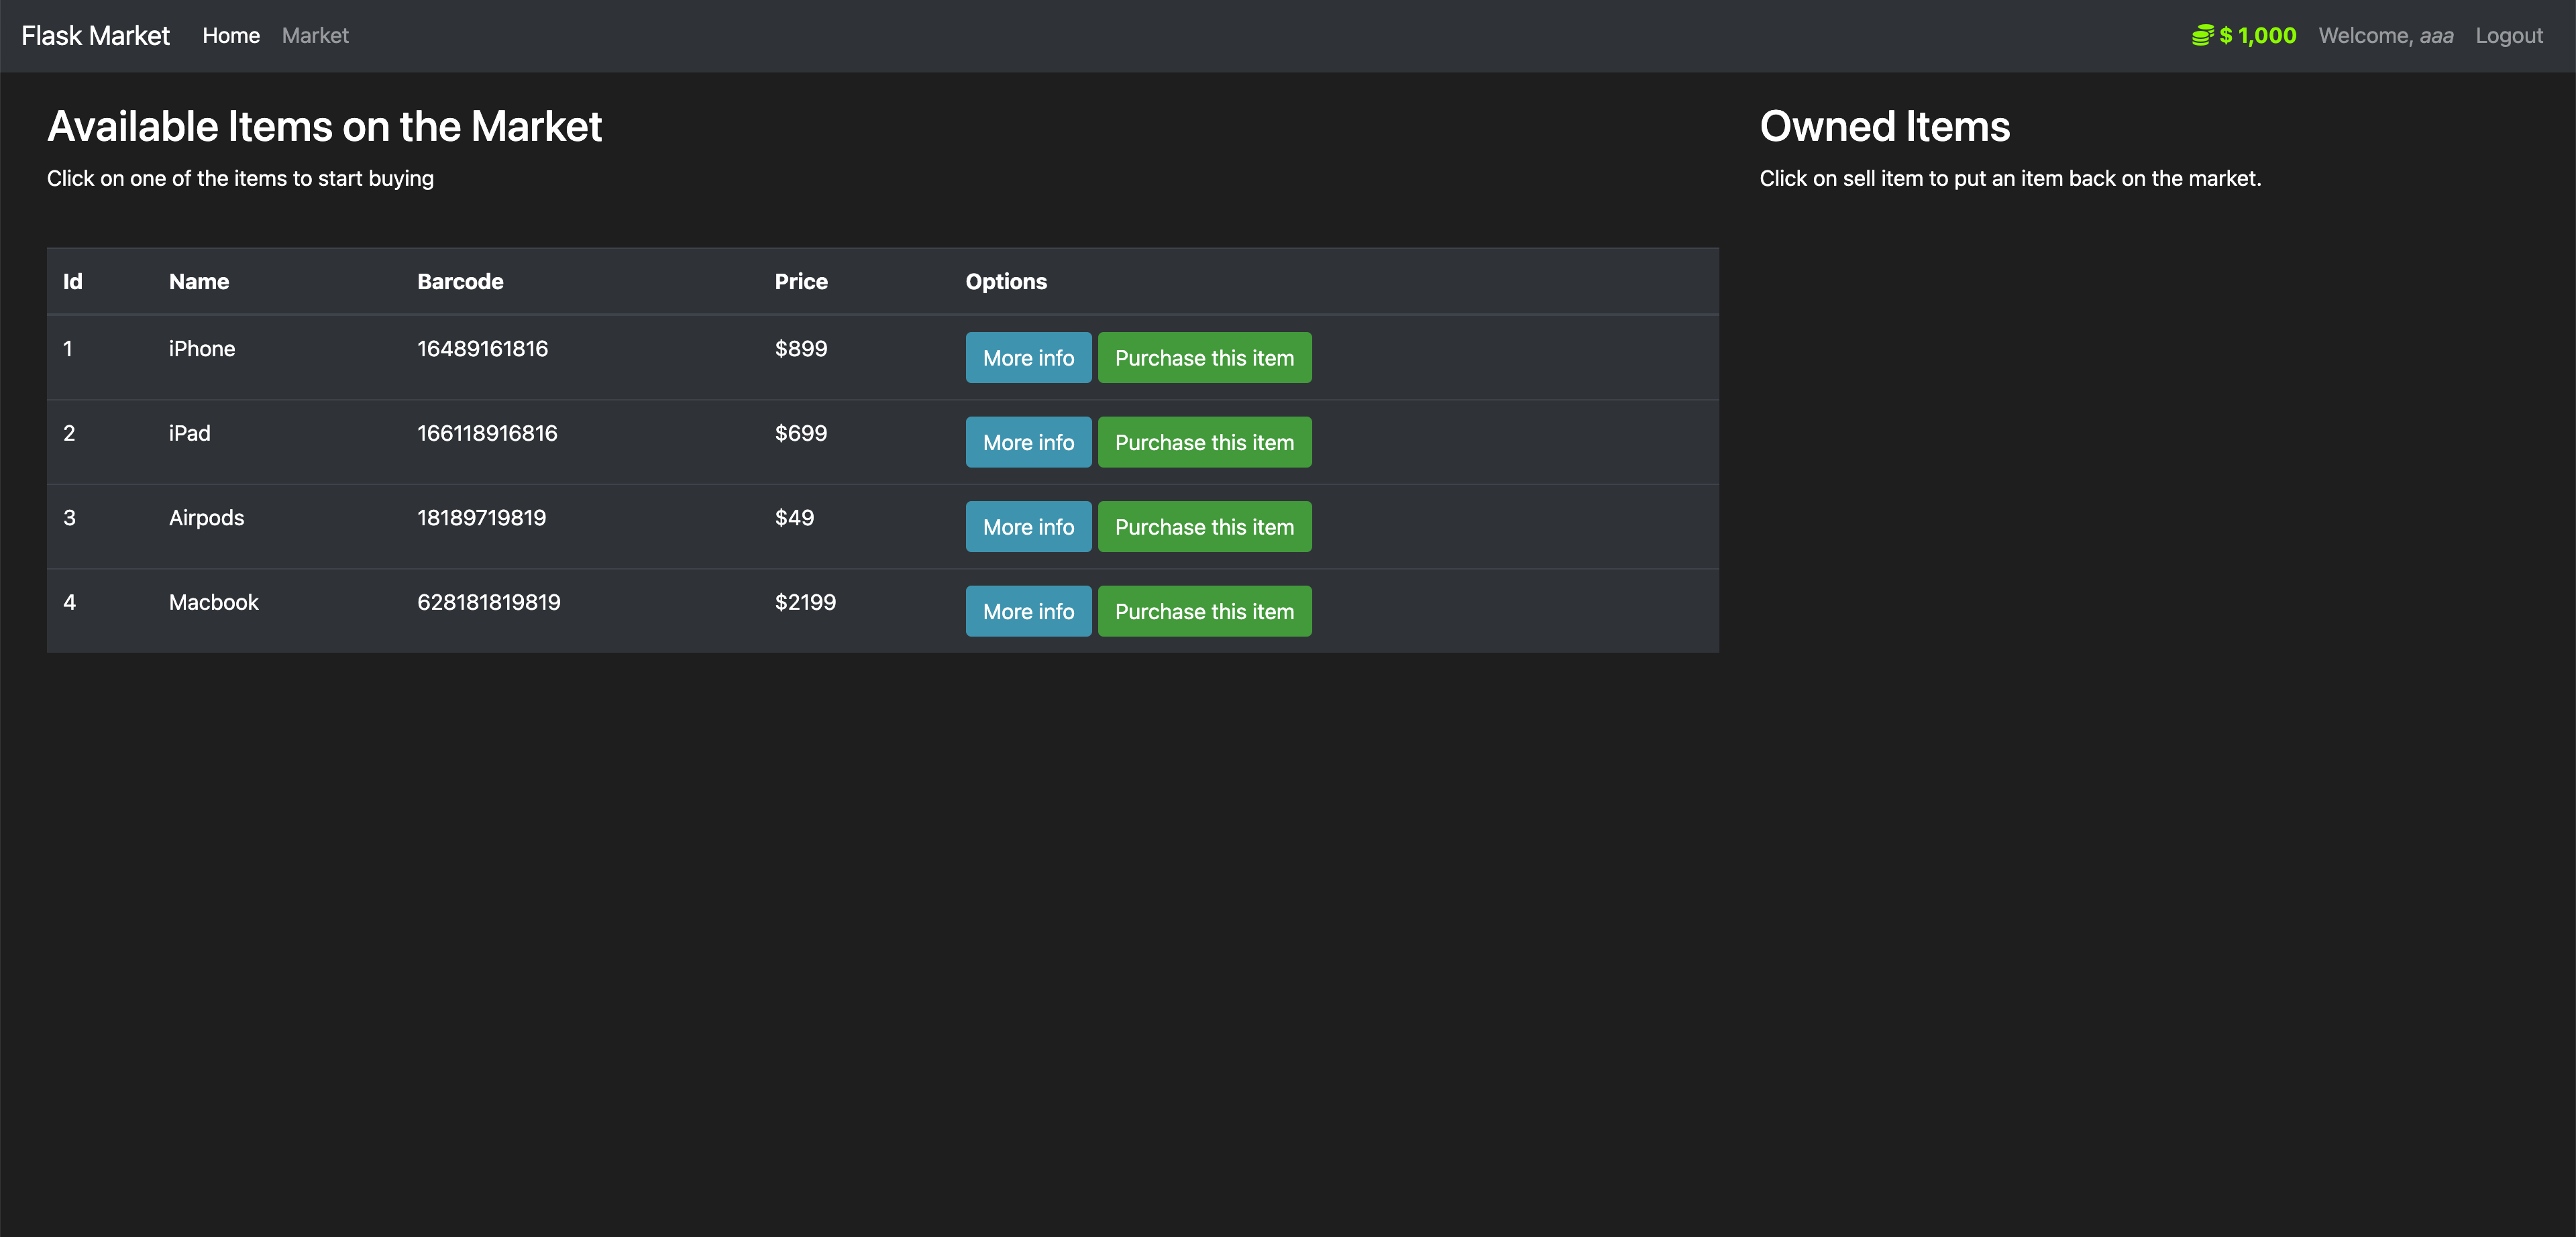 Flask Market Home Market $ 1,000 Welcome, aaa Logout
Available Items on the Market
Click on one of the items to start buying
Id Name Barcode Price Options
1 iPhone 16489161816 $899 More info Purchase this item
2 iPad 166118916816 $699 More info Purchase this item
3 Airpods 18189719819 $49 More info Purchase this item
4 Macbook 628181819819 $2199 More info Purchase this item
Owned Items
Click on sell item to put an item back on the market.